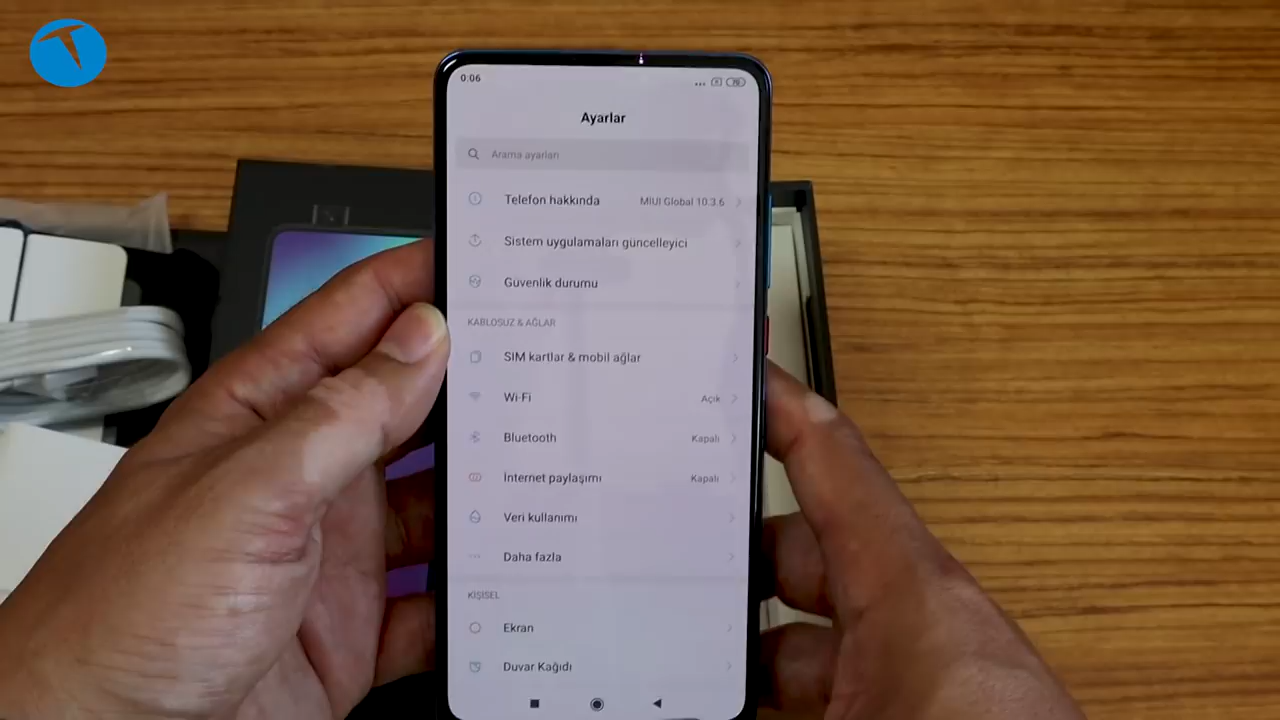 0:06
Ayarlar
Arama ayarları
Telefon hakkında MIUI Global 10.3.6
Sistem uygulamaları güncelleyici
Güvenlik durumu
KABLOSUZ & AĞLAR
SIM kartlar & mobil ağlar
Wi-Fi Açık
Bluetooth Kapalı
İnternet paylaşımı Kapalı
Veri kullanımı
Daha fazla
KİŞİSEL
Ekran
Duvar Kağıdı